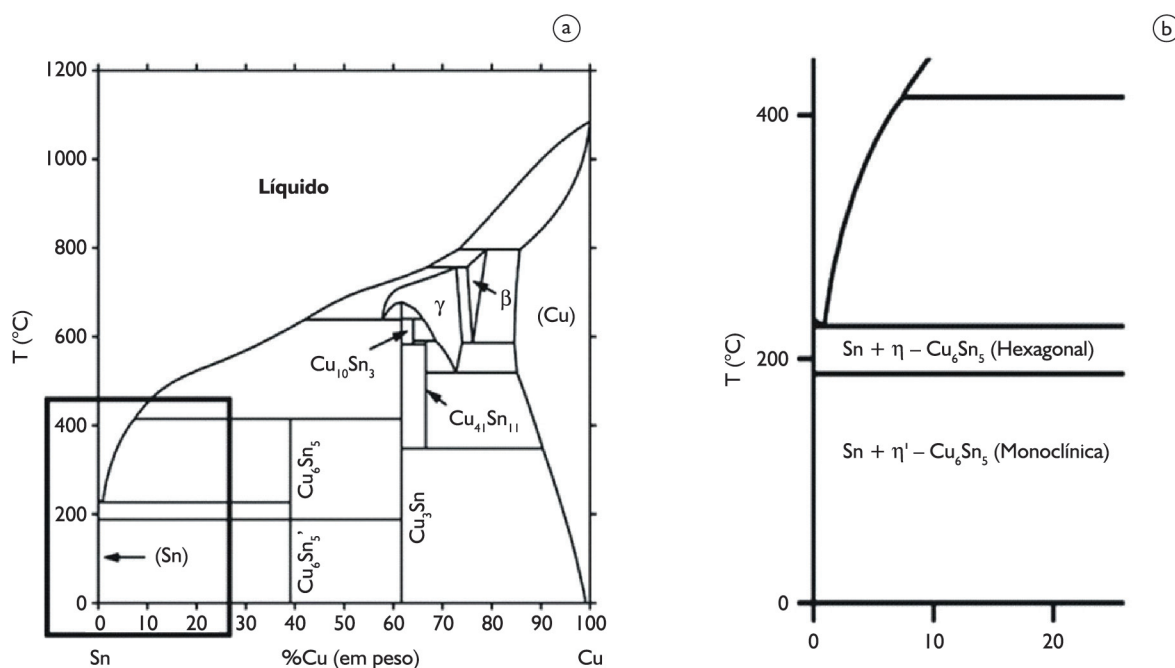 a
1200
1000
800
600
400
200
0
T (°C)
Líquido
γ
β
(Cu)
Cu10Sn3
Cu41Sn11
Cu6Sn5
Cu6Sn5'
Cu3Sn
(Sn)
0 10 20 30 40 50 60 70 80 90 100
Sn %Cu (em peso) Cu
b
400
200
0
T (°C)
Sn + η – Cu6Sn5 (Hexagonal)
Sn + η' – Cu6Sn5 (Monoclínica)
0 10 20